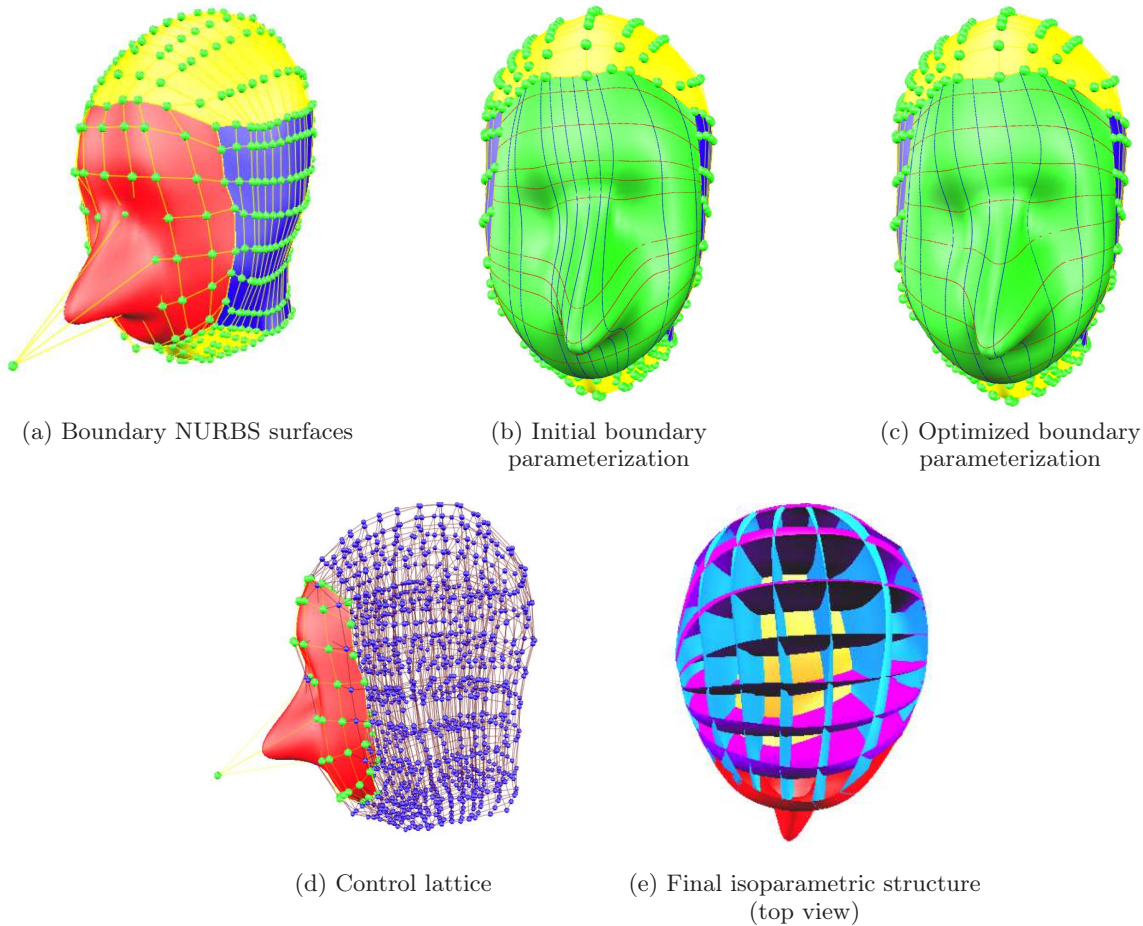 (a) Boundary NURBS surfaces
(b) Initial boundary
parameterization
(c) Optimized boundary
parameterization
(d) Control lattice
(e) Final isoparametric structure
(top view)